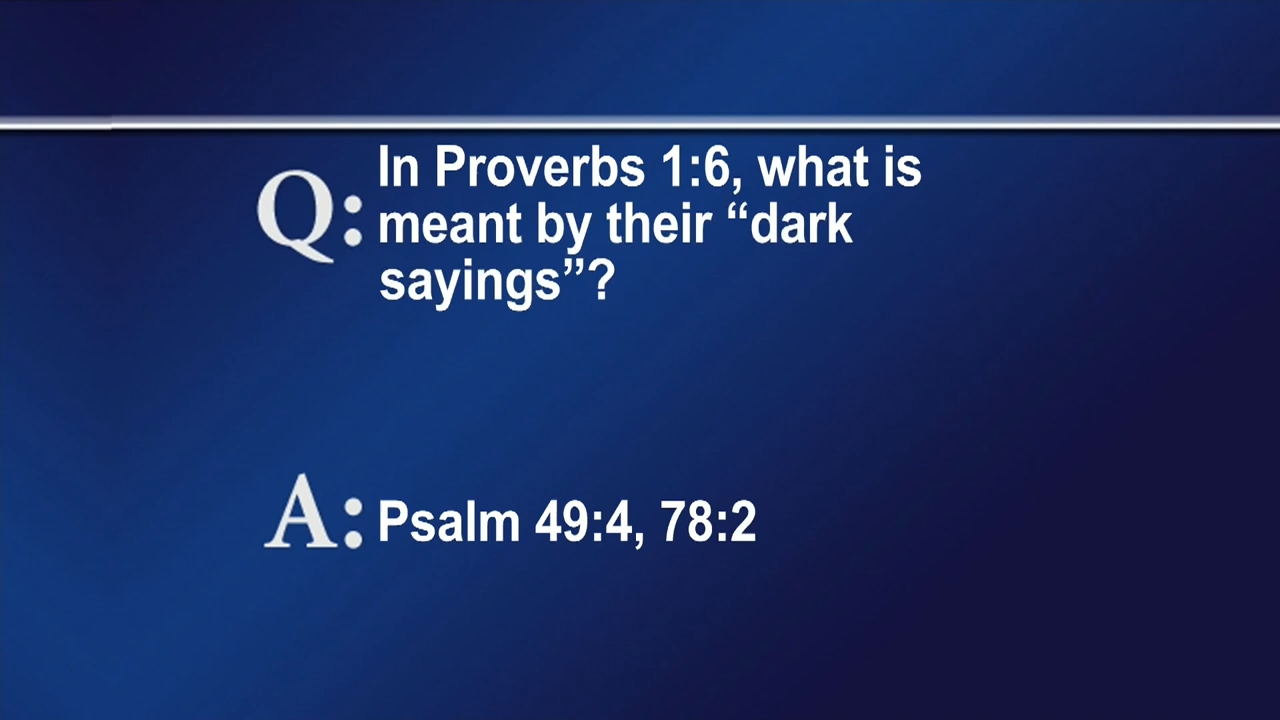 Q: In Proverbs 1:6, what is
meant by their “dark
sayings”?
A: Psalm 49:4, 78:2